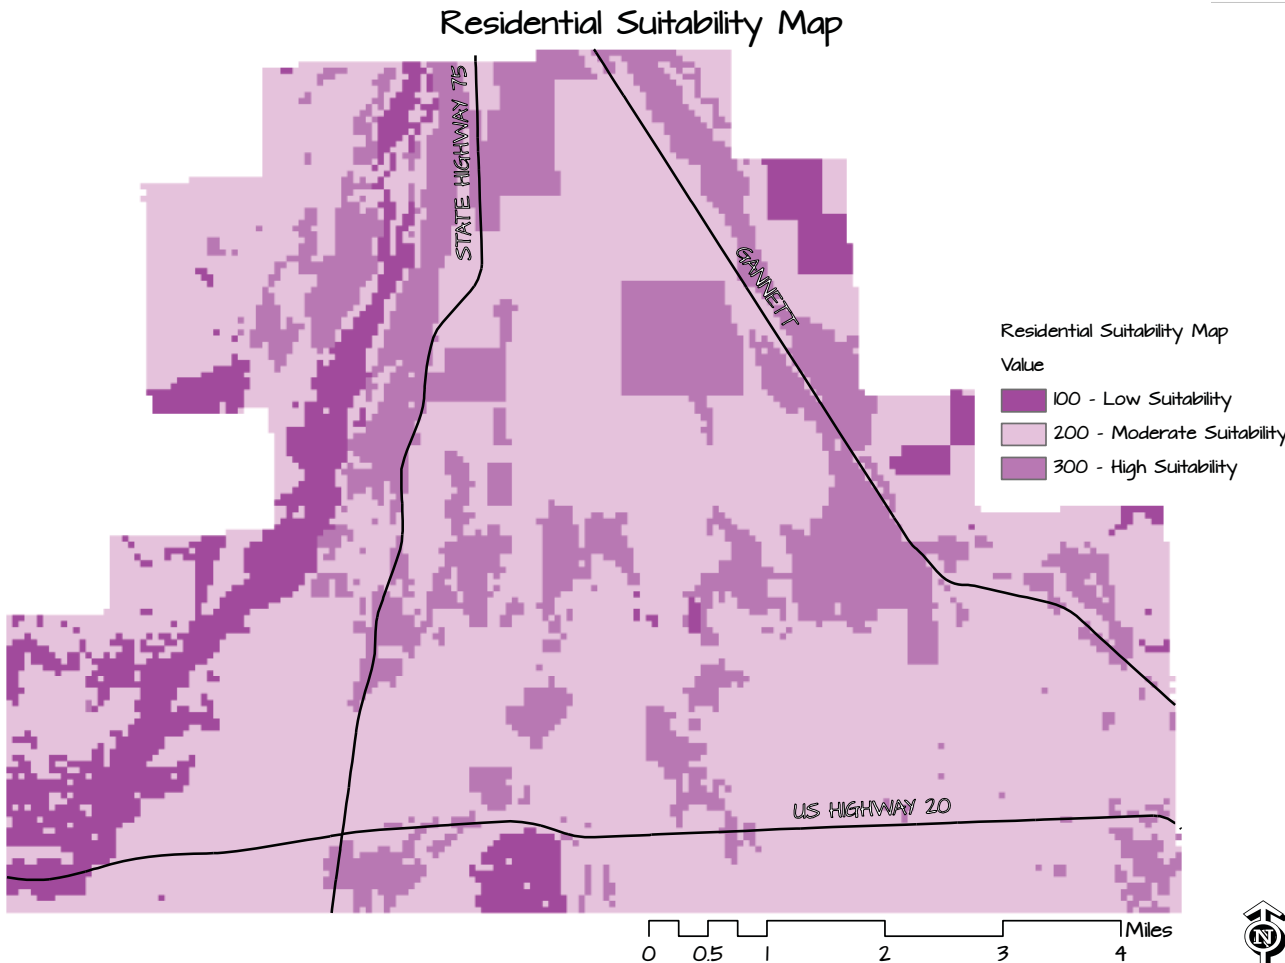 Residential Suitability Map
STATE HIGHWAY 75
GANNETT
Residential Suitability Map
Value
100 - Low Suitability
200 - Moderate Suitability
300 - High Suitability
US HIGHWAY 20
Miles
0 0.5 1 2 3 4
N